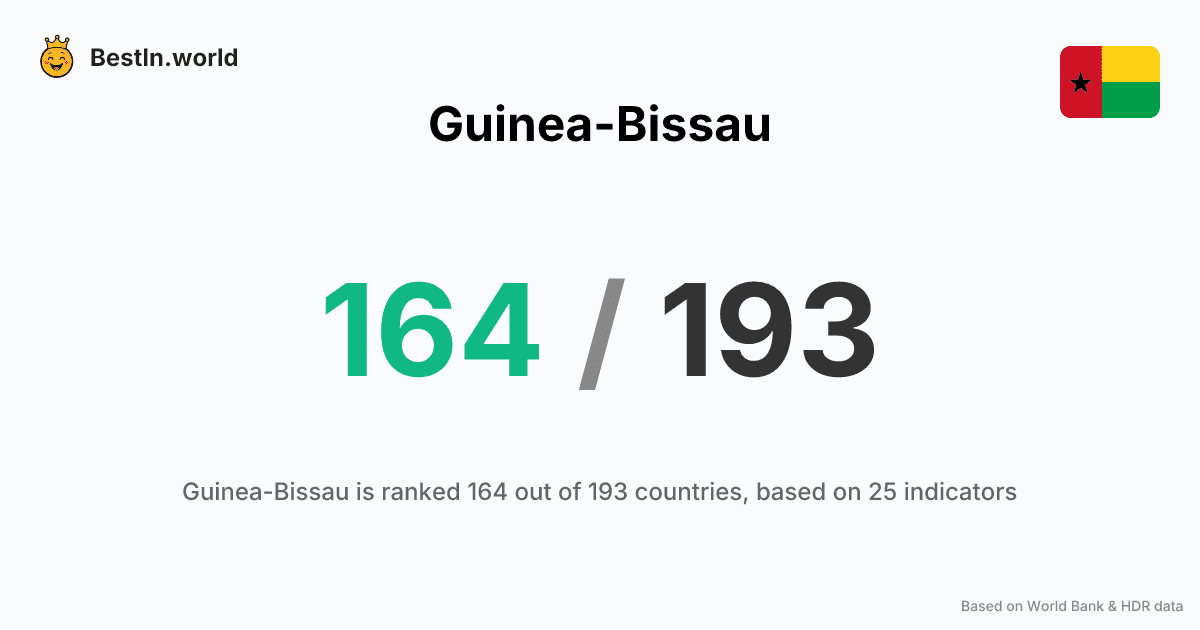 BestIn.world
Guinea-Bissau
164 / 193
Guinea-Bissau is ranked 164 out of 193 countries, based on 25 indicators
Based on World Bank & HDR data